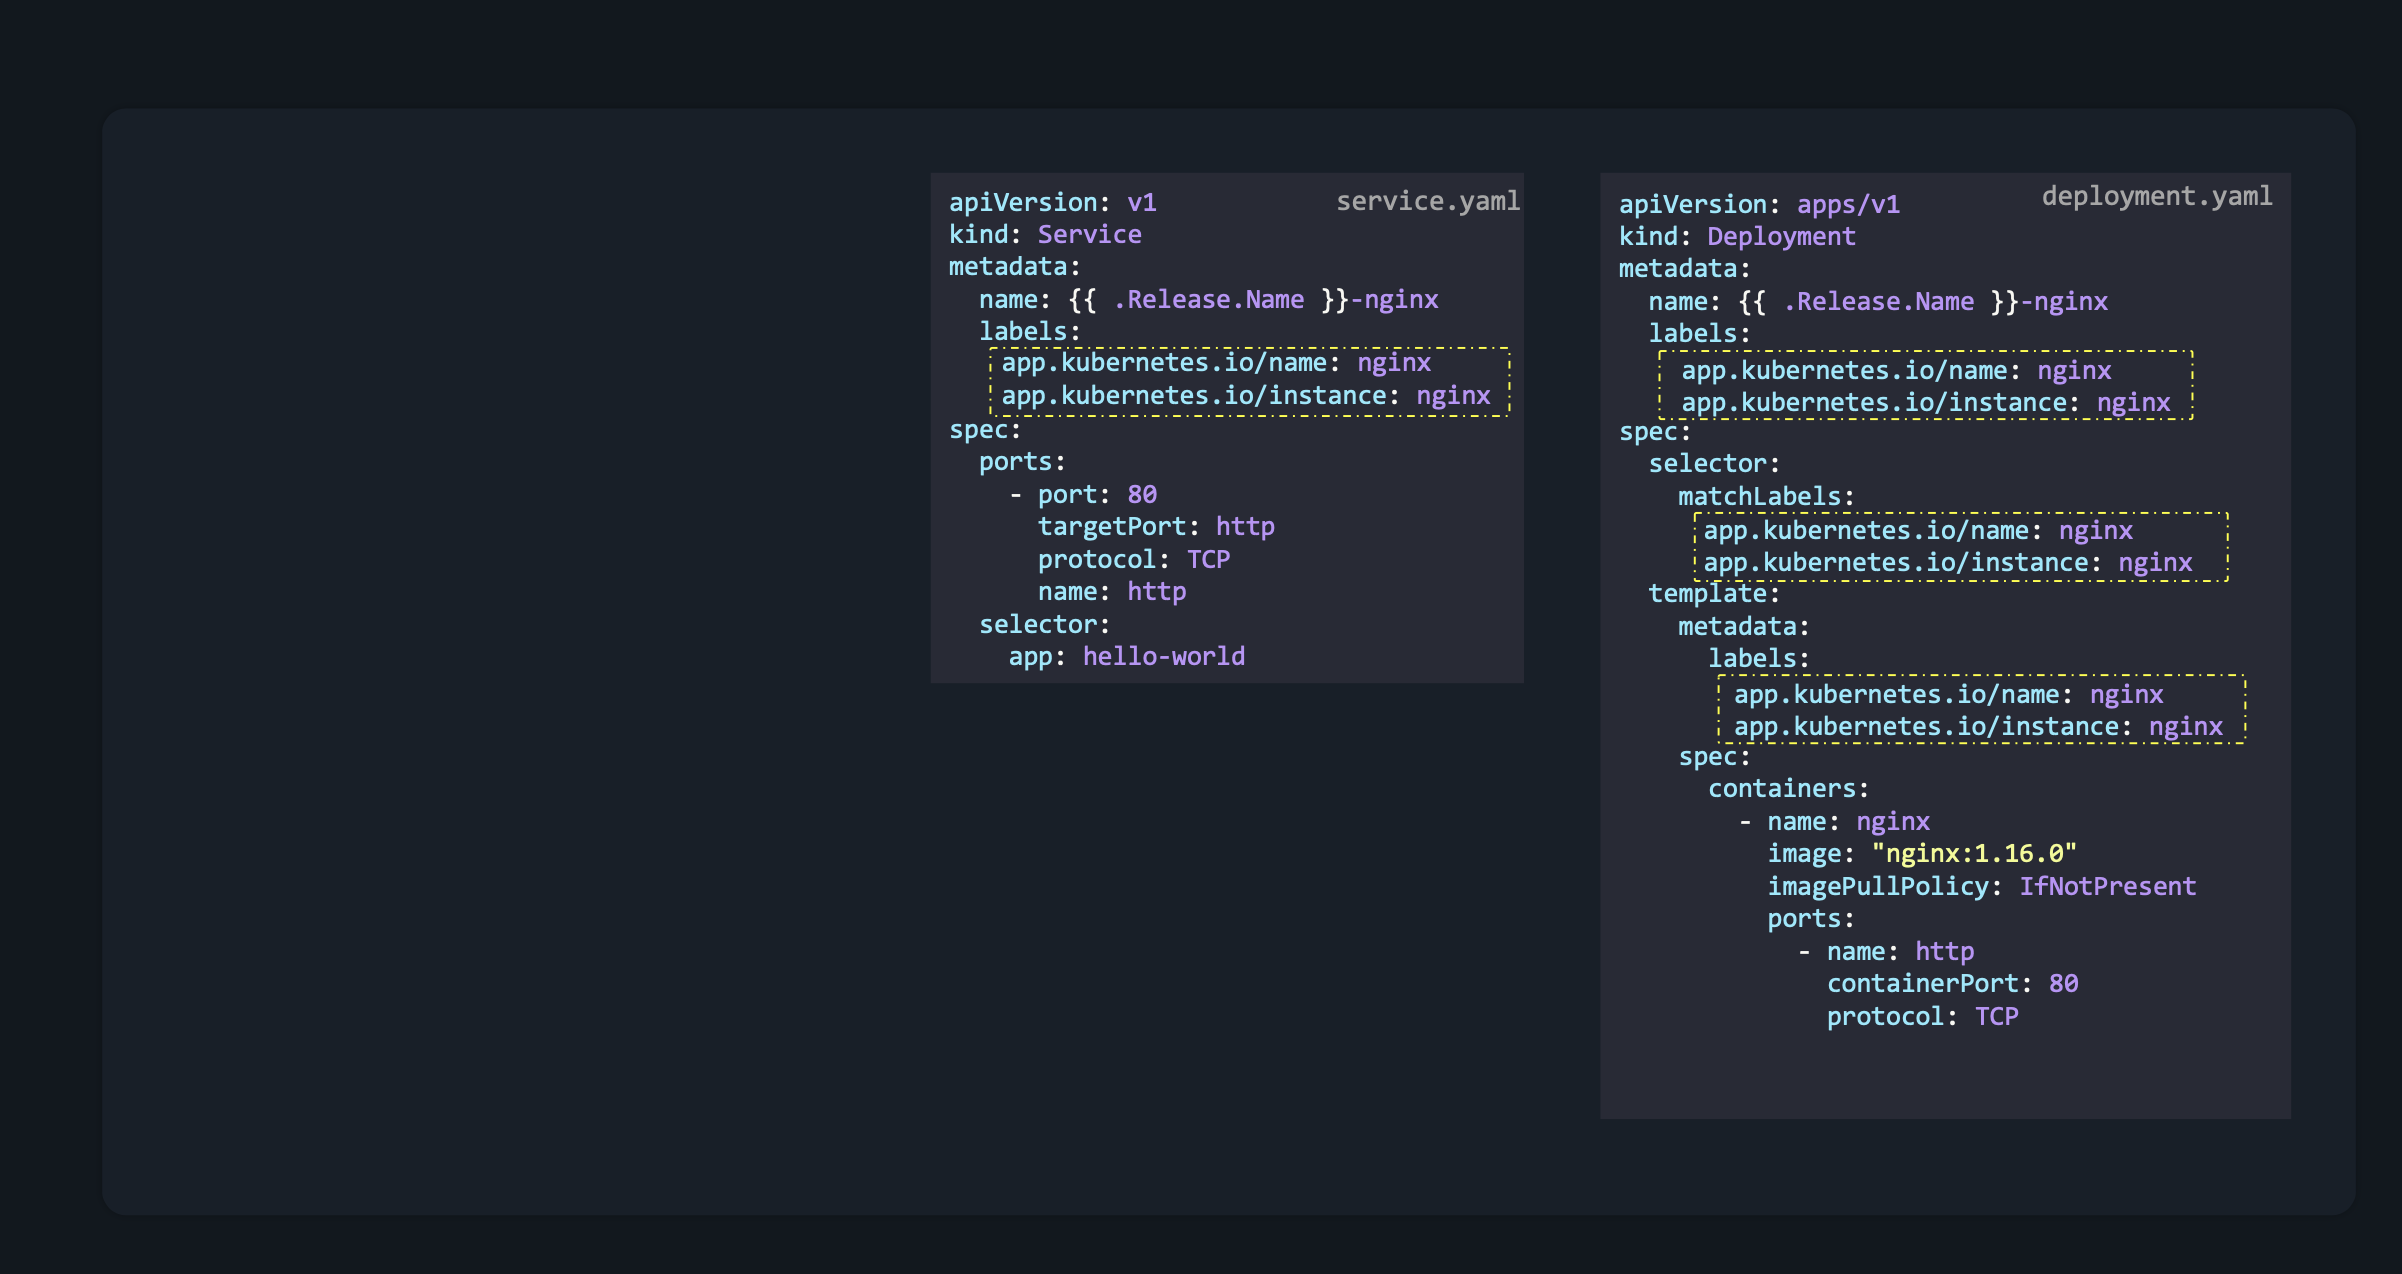 service.yaml
apiVersion: v1
kind: Service
metadata:
  name: {{ .Release.Name }}-nginx
  labels:
    app.kubernetes.io/name: nginx
    app.kubernetes.io/instance: nginx
spec:
  ports:
    - port: 80
      targetPort: http
      protocol: TCP
      name: http
  selector:
    app: hello-world
deployment.yaml
apiVersion: apps/v1
kind: Deployment
metadata:
  name: {{ .Release.Name }}-nginx
  labels:
    app.kubernetes.io/name: nginx
    app.kubernetes.io/instance: nginx
spec:
  selector:
    matchLabels:
      app.kubernetes.io/name: nginx
      app.kubernetes.io/instance: nginx
  template:
    metadata:
      labels:
        app.kubernetes.io/name: nginx
        app.kubernetes.io/instance: nginx
    spec:
      containers:
        - name: nginx
          image: "nginx:1.16.0"
          imagePullPolicy: IfNotPresent
          ports:
            - name: http
              containerPort: 80
              protocol: TCP